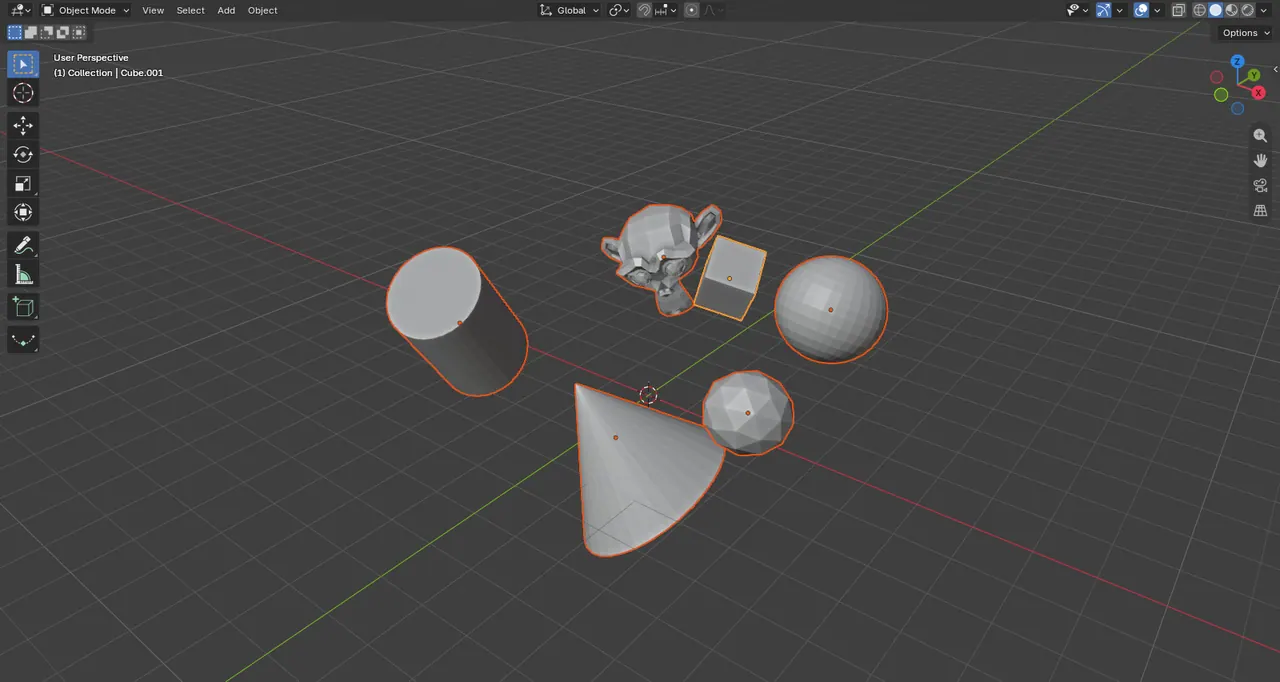 Object Mode View Select Add Object Global
Options
User Perspective
(1) Collection | Cube.001
Z
Y
X